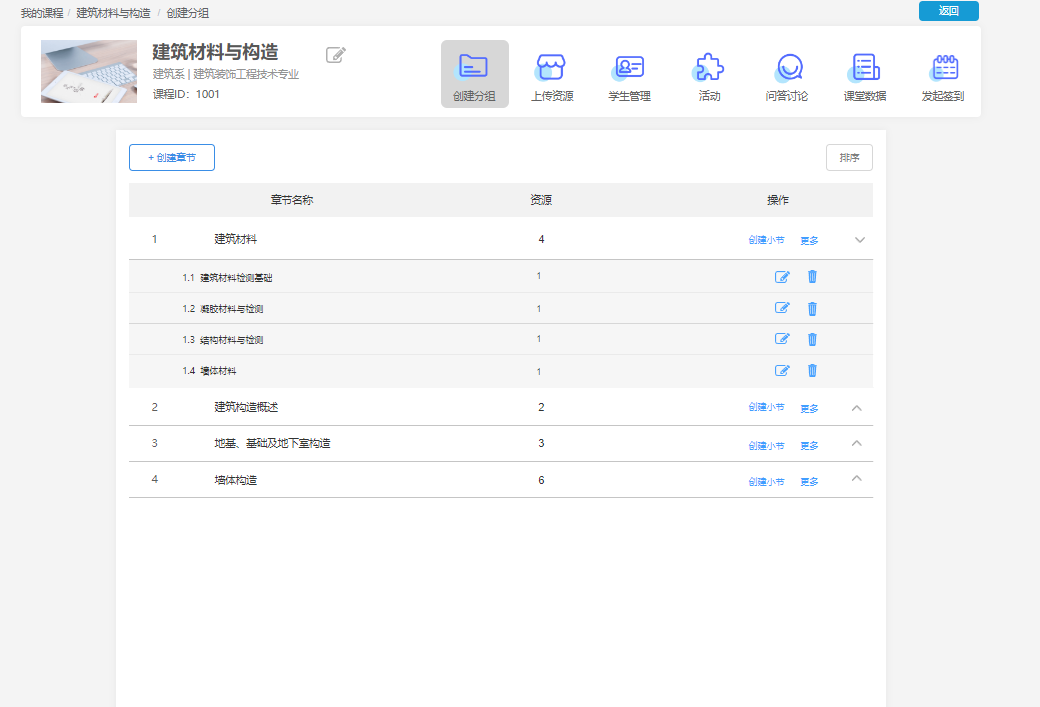 我的课程 / 建筑材料与构造 / 创建分组
返回
建筑材料与构造
建筑系 | 建筑装饰工程技术专业
课程ID：1001
创建分组 上传资源 学生管理 活动 问答讨论 课堂数据 发起签到
+ 创建章节
排序
章节名称 资源 操作
1 建筑材料 4 创建小节 更多
1.1 建筑材料检测基础 1
1.2 凝胶材料与检测 1
1.3 结构材料与检测 1
1.4 墙体材料 1
2 建筑构造概述 2 创建小节 更多
3 地基、基础及地下室构造 3 创建小节 更多
4 墙体构造 6 创建小节 更多